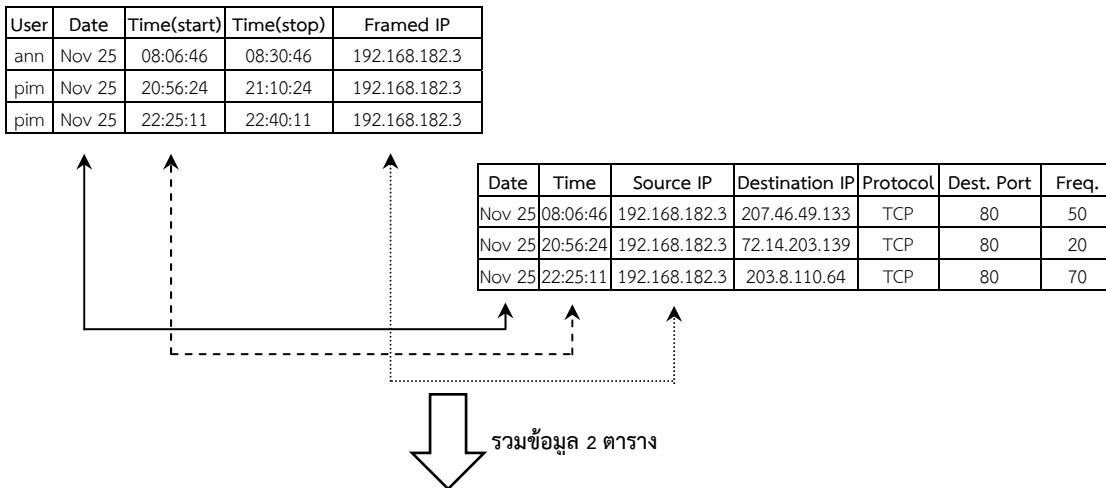 User Date Time(start) Time(stop) Framed IP
ann Nov 25 08:06:46 08:30:46 192.168.182.3
pim Nov 25 20:56:24 21:10:24 192.168.182.3
pim Nov 25 22:25:11 22:40:11 192.168.182.3
Date Time Source IP Destination IP Protocol Dest. Port Freq.
Nov 25 08:06:46 192.168.182.3 207.46.49.133 TCP 80 50
Nov 25 20:56:24 192.168.182.3 72.14.203.139 TCP 80 20
Nov 25 22:25:11 192.168.182.3 203.8.110.64 TCP 80 70
รวมข้อมูล 2 ตาราง